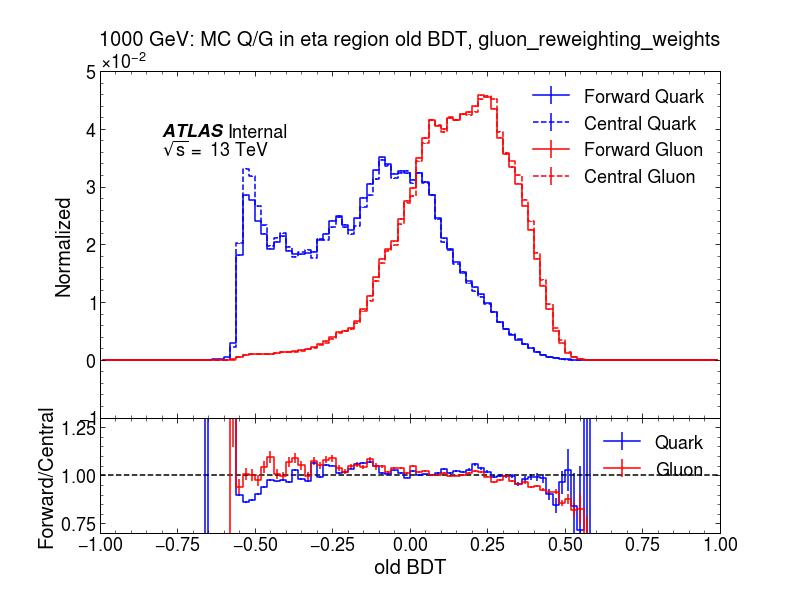 1000 GeV: MC Q/G in eta region old BDT, gluon_reweighting_weights
×10⁻²
5
4
3
2
1
0
−1
Normalized
ATLAS Internal
√s = 13 TeV
Forward Quark
Central Quark
Forward Gluon
Central Gluon
1.25
1.00
0.75
Forward/Central
Quark
Gluon
−1.00 −0.75 −0.50 −0.25 0.00 0.25 0.50 0.75 1.00
old BDT